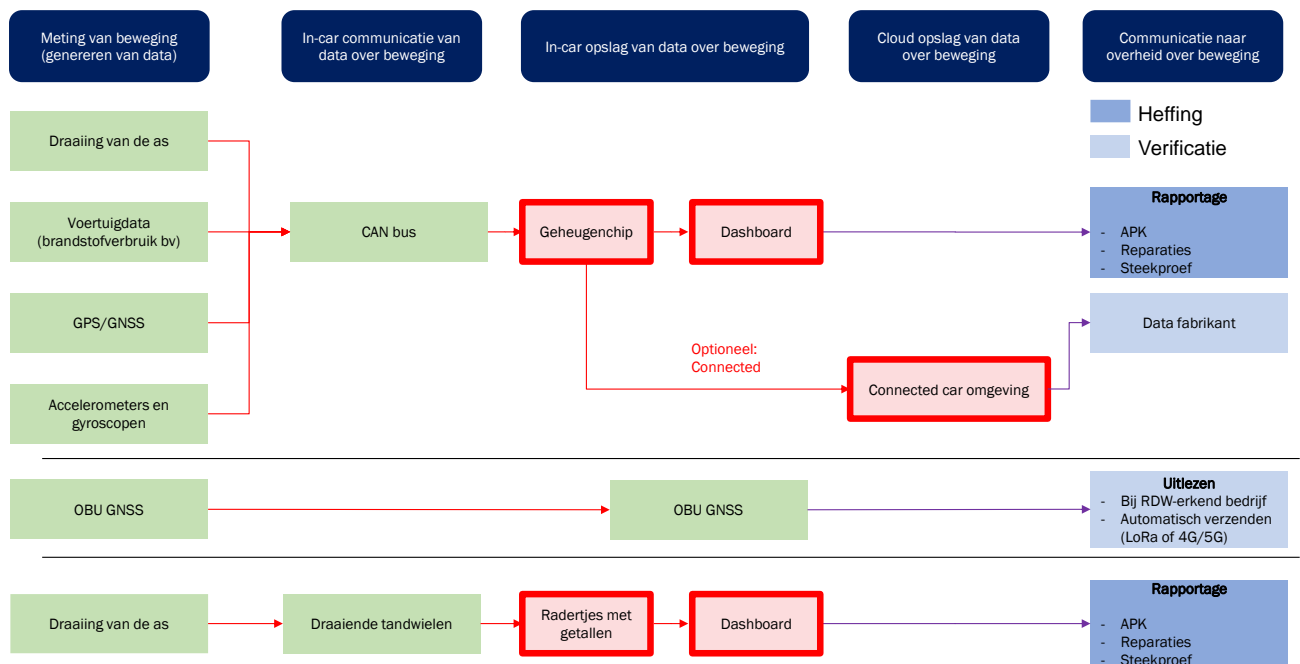 Meting van beweging
(genereren van data)
In-car communicatie van
data over beweging
In-car opslag van data over beweging
Cloud opslag van data
over beweging
Communicatie naar
overheid over beweging
Heffing
Verificatie
Draaiing van de as
Voertuigdata
(brandstofverbruik bv)
CAN bus
Geheugenchip
Dashboard
Rapportage
- APK
- Reparaties
- Steekproef
GPS/GNSS
Data fabrikant
Optioneel:
Connected
Accelerometers en
gyroscopen
Connected car omgeving
OBU GNSS
OBU GNSS
Uitlezen
- Bij RDW-erkend bedrijf
- Automatisch verzenden
(LoRa of 4G/5G)
Draaiing van de as
Draaiende tandwielen
Radertjes met
getallen
Dashboard
Rapportage
- APK
- Reparaties
- Steekproef